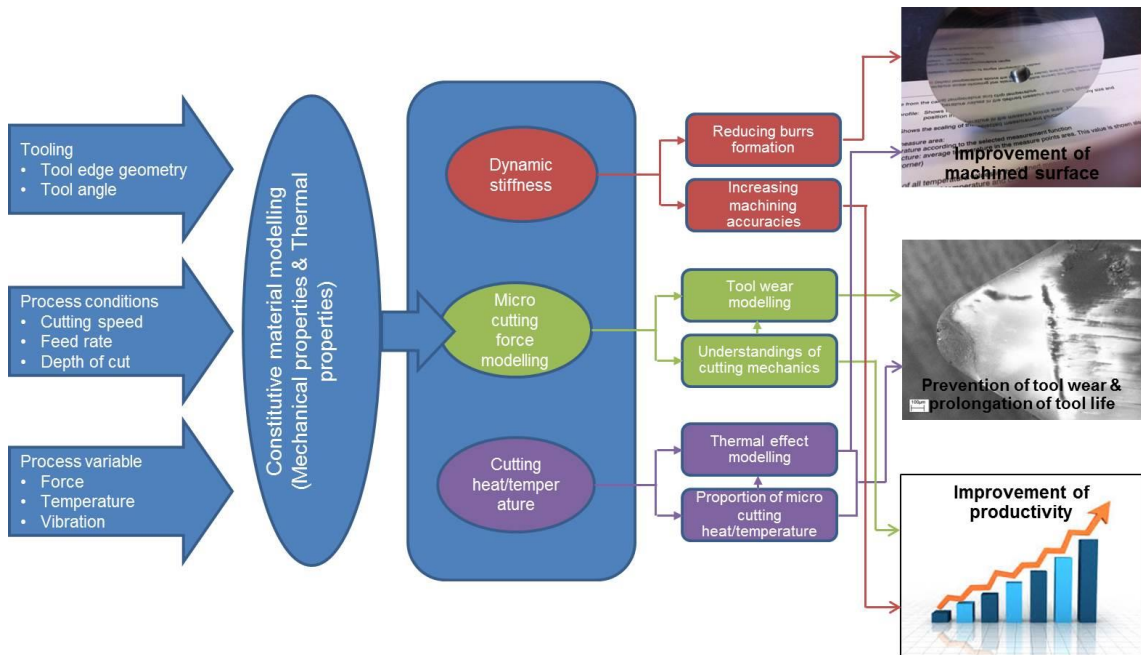 Tooling
• Tool edge geometry
• Tool angle
Process conditions
• Cutting speed
• Feed rate
• Depth of cut
Process variable
• Force
• Temperature
• Vibration
Constitutive material modelling
(Mechanical properties & Thermal
properties)
Dynamic
stiffness
Micro
cutting
force
modelling
Cutting
heat/temper
ature
Reducing burrs
formation
Increasing
machining
accuracies
Tool wear
modelling
Understandings of
cutting mechanics
Thermal effect
modelling
Proportion of micro
cutting
heat/temperature
Improvement of
machined surface
Prevention of tool wear &
prolongation of tool life
100µm
Improvement of
productivity